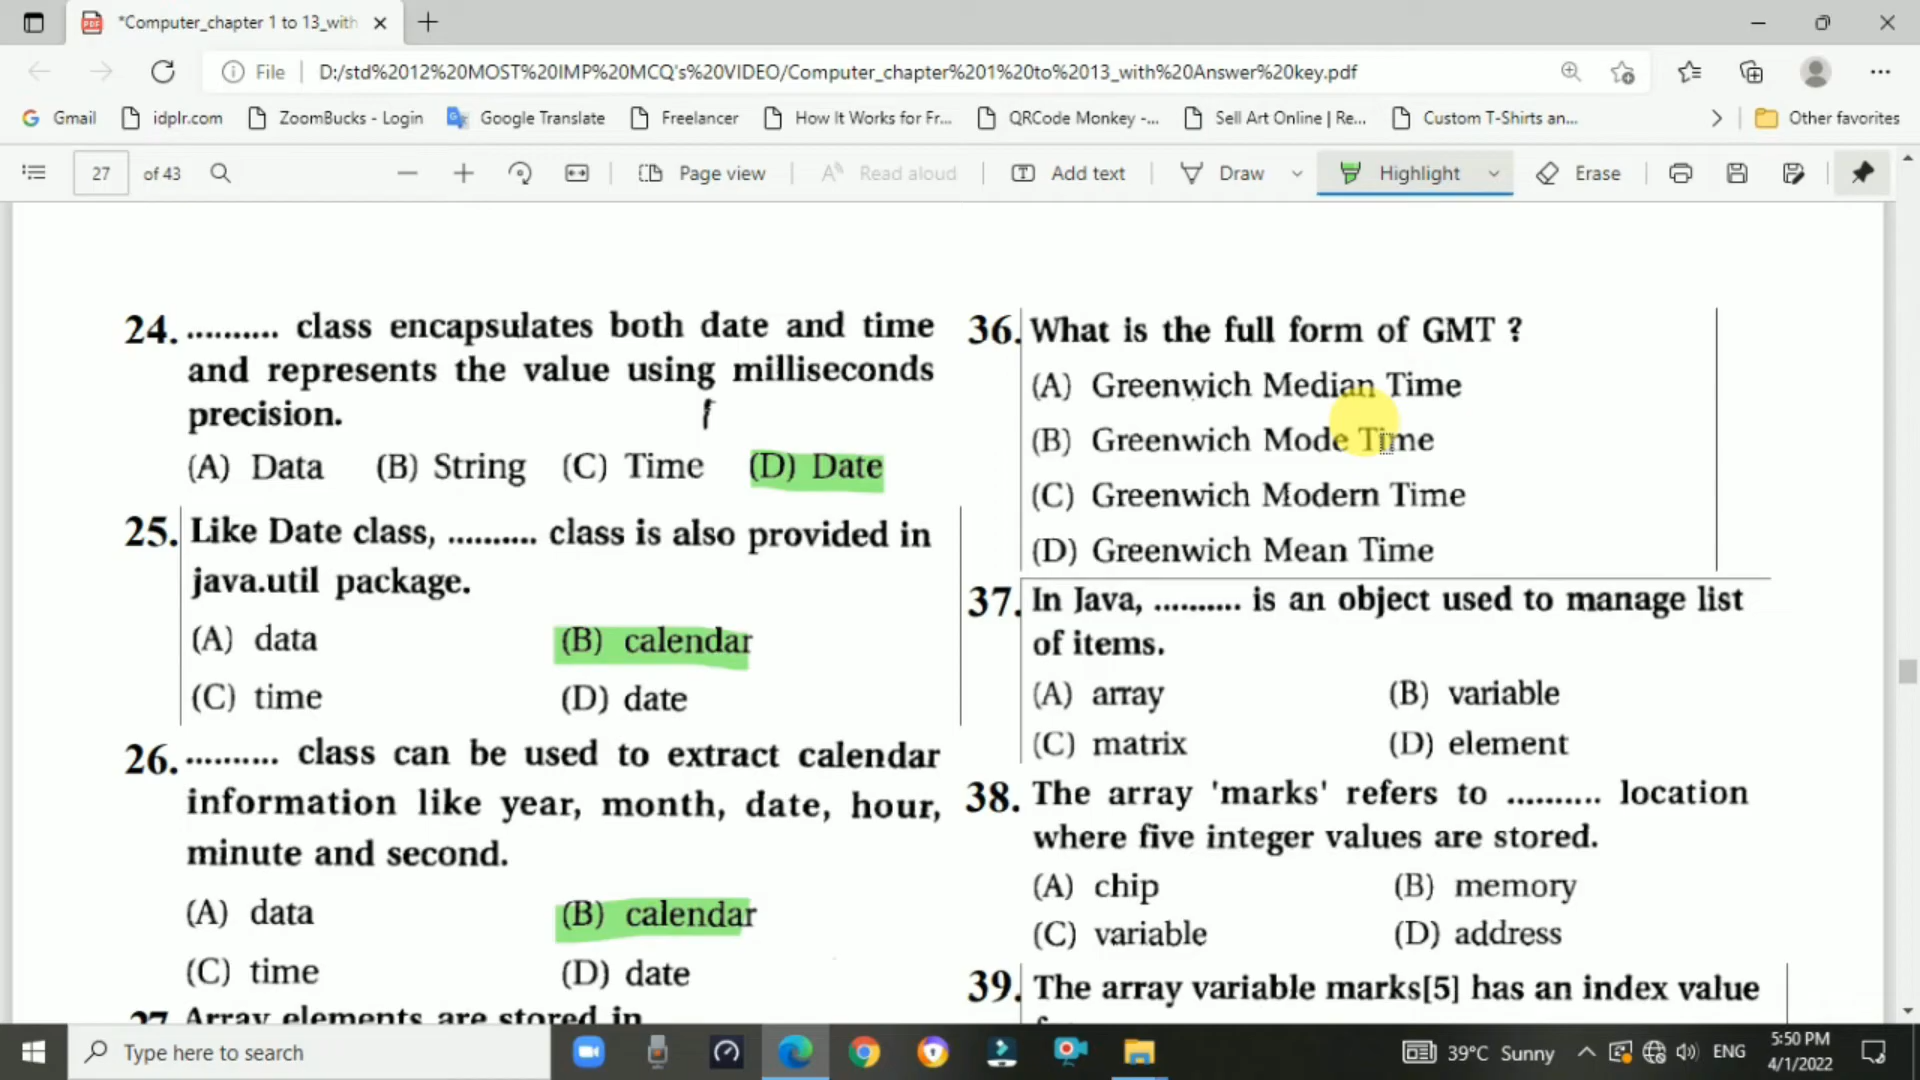 *Computer_chapter 1 to 13_with
File
D:/std%2012%20MOST%20IMP%20MCQ's%20VIDEO/Computer_chapter%201%20to%2013_with%20Answer%20key.pdf
Gmail
idplr.com
ZoomBucks - Login
Google Translate
Freelancer
How It Works for Fr...
QRCode Monkey -...
Sell Art Online | Re...
Custom T-Shirts an...
Other favorites
27 of 43
Page view
Read aloud
Add text
Draw
Highlight
Erase
24. .......... class encapsulates both date and time
and represents the value using milliseconds
precision.
(A) Data (B) String (C) Time (D) Date
25. Like Date class, .......... class is also provided in
java.util package.
(A) data (B) calendar
(C) time (D) date
26. .......... class can be used to extract calendar
information like year, month, date, hour,
minute and second.
(A) data (B) calendar
(C) time (D) date
27. Array elements are stored in
36. What is the full form of GMT ?
(A) Greenwich Median Time
(B) Greenwich Mode Time
(C) Greenwich Modern Time
(D) Greenwich Mean Time
37. In Java, .......... is an object used to manage list
of items.
(A) array (B) variable
(C) matrix (D) element
38. The array 'marks' refers to .......... location
where five integer values are stored.
(A) chip (B) memory
(C) variable (D) address
39. The array variable marks[5] has an index value
Type here to search
39°C Sunny
ENG
5:50 PM
4/1/2022